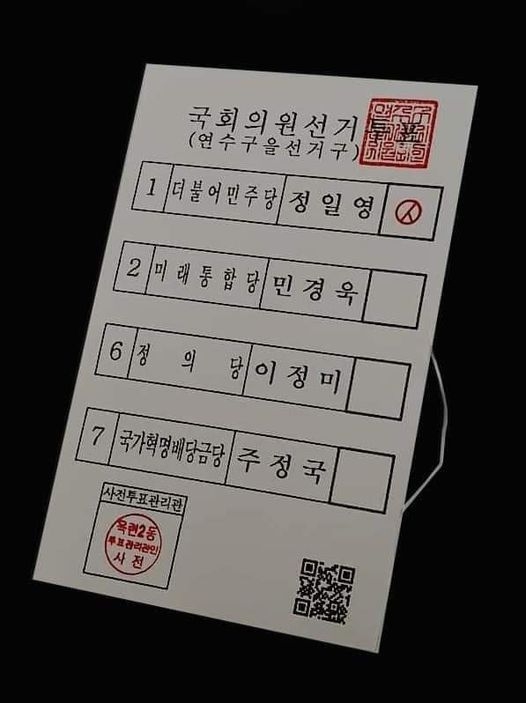 국회의원선거투표
(연수구을선거구)
1 더불어민주당 정일영
2 미래통합당 민경욱
6 정의당 이정미
7 국가혁명배당금당 주정국
사전투표관리관
옥련2동
투표관리관인
사전